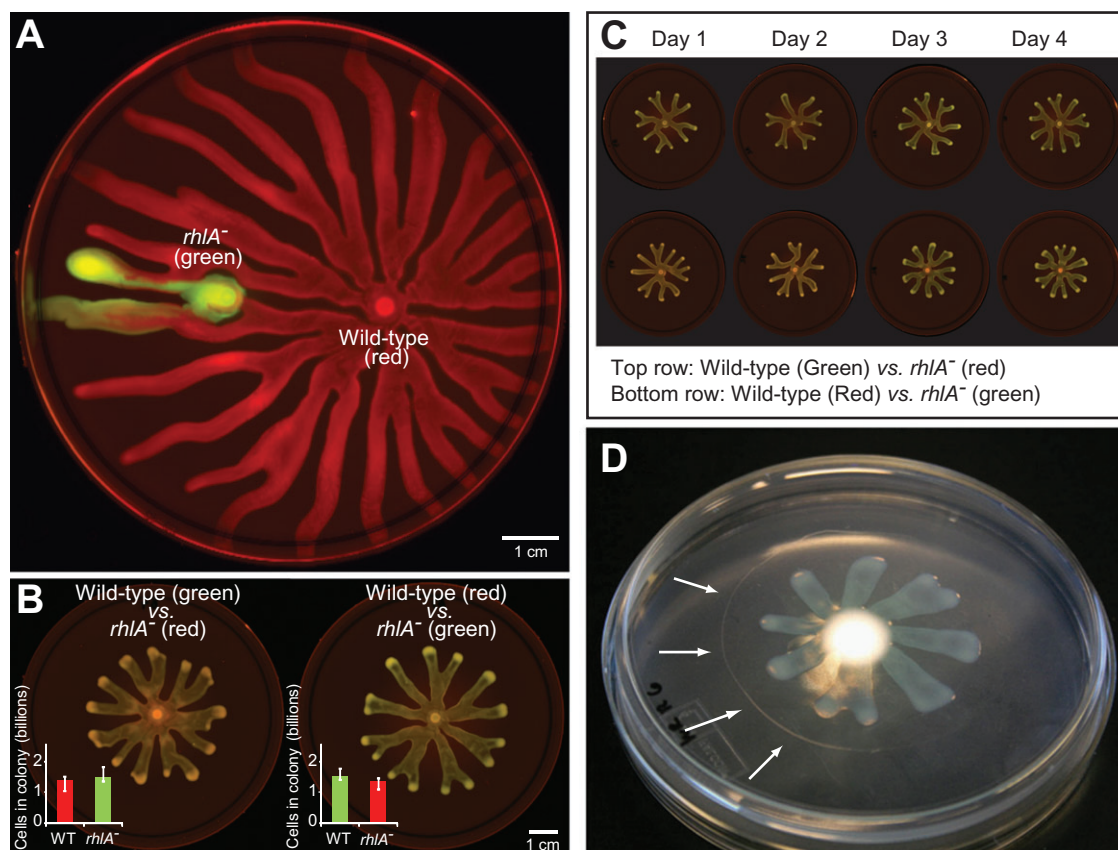 A
rhlA⁻
(green)
Wild-type
(red)
1 cm
B
Wild-type (green)
vs.
rhlA⁻ (red)
Cells in colony (billions)
2
1
0
WT rhlA⁻
Wild-type (red)
vs.
rhlA⁻ (green)
Cells in colony (billions)
2
1
0
WT rhlA⁻
1 cm
C
Day 1 Day 2 Day 3 Day 4
Top row: Wild-type (Green) vs. rhlA⁻ (red)
Bottom row: Wild-type (Red) vs. rhlA⁻ (green)
D